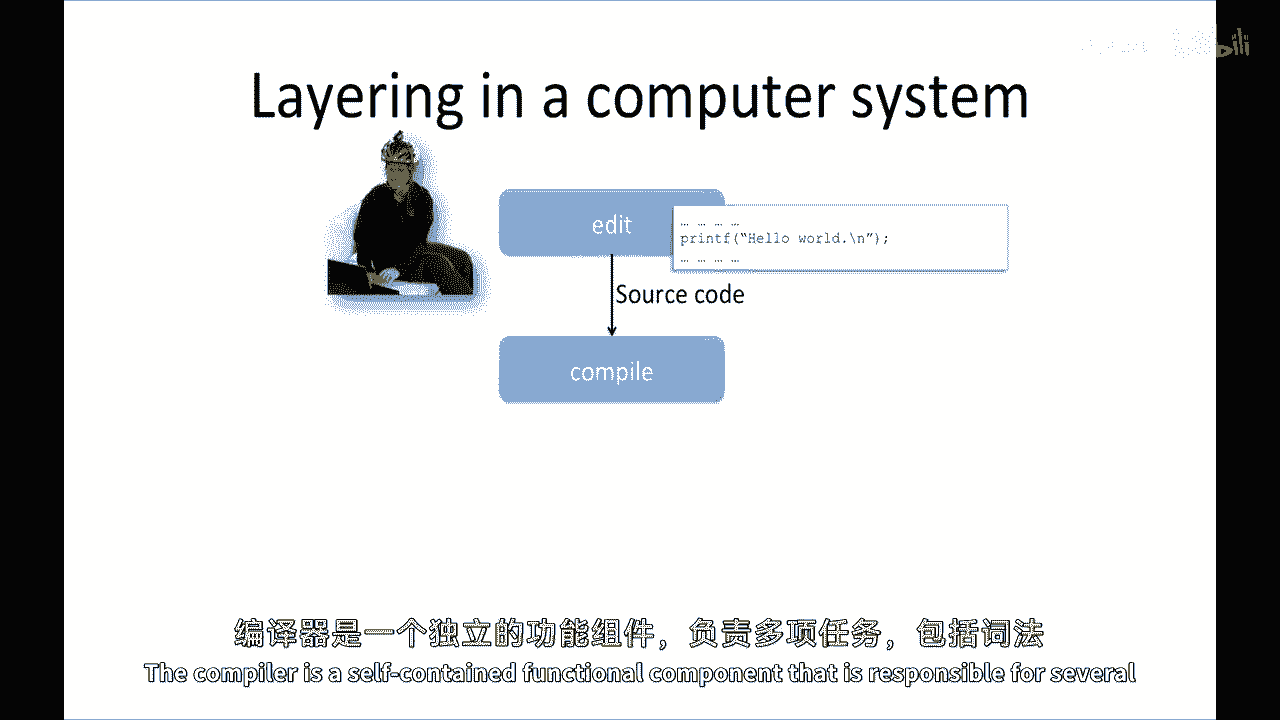 Layering in a computer system
edit
… … … …
printf(“Hello world.\n”);
… … … …
Source code
compile
编译器是一个独立的功能组件，负责多项任务，包括词法
The compiler is a self-contained functional component that is responsible for several